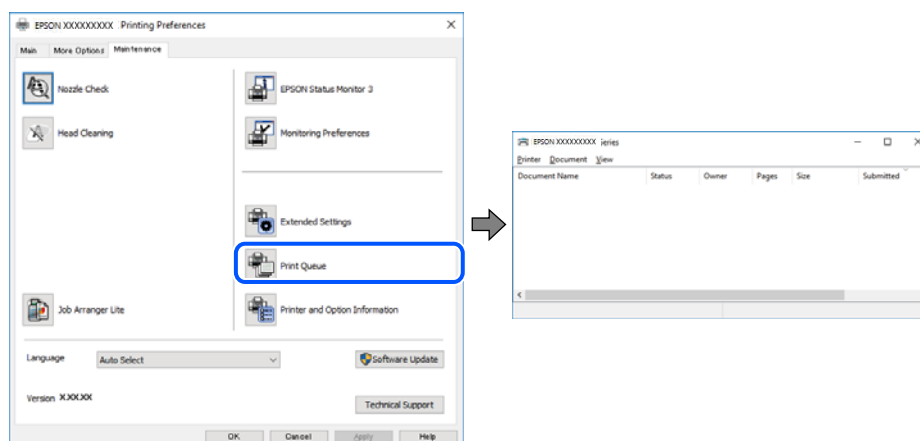 EPSON XXXXXXXXX Printing Preferences
Main More Options Maintenance
Nozzle Check
EPSON Status Monitor 3
Head Cleaning
Monitoring Preferences
Extended Settings
Print Queue
Job Arranger Lite
Printer and Option Information
Language Auto Select
Software Update
Version X.XX.XX
Technical Support
OK Cancel Apply Help
EPSON XXXXXXXXX ieries
Printer Document View
Document Name Status Owner Pages Size Submitted